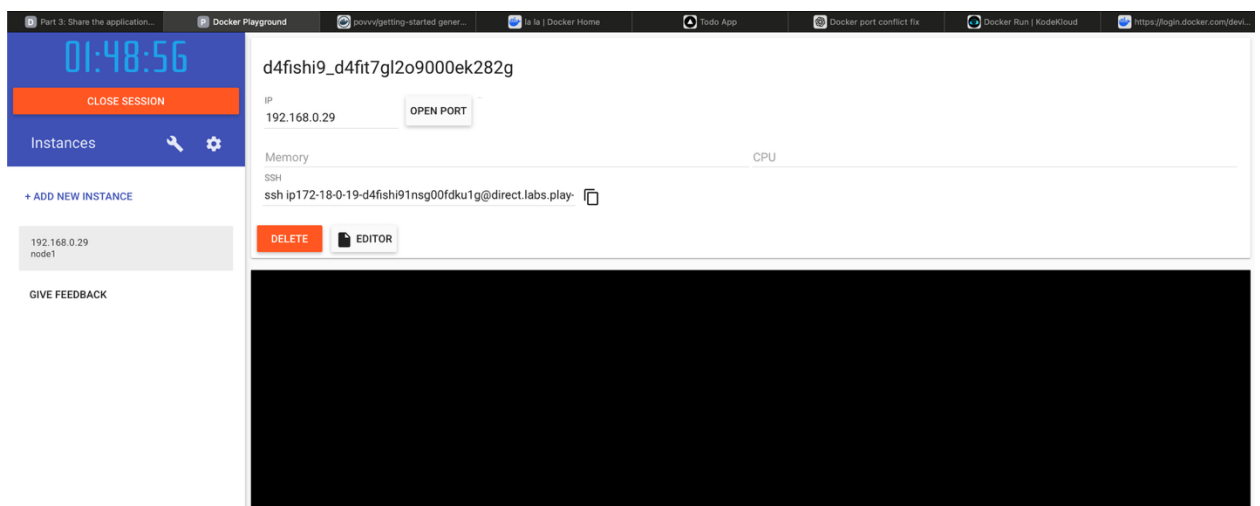 Part 3: Share the application...
Docker Playground
povvv/getting-started gener...
la la | Docker Home
Todo App
Docker port conflict fix
Docker Run | KodeKloud
https://login.docker.com/devi...
01:48:56
CLOSE SESSION
Instances
+ ADD NEW INSTANCE
192.168.0.29
node1
GIVE FEEDBACK
d4fishi9_d4fit7gl2o9000ek282g
IP
192.168.0.29
OPEN PORT
Memory
CPU
SSH
ssh ip172-18-0-19-d4fishi91nsg00fdku1g@direct.labs.play-
DELETE
EDITOR